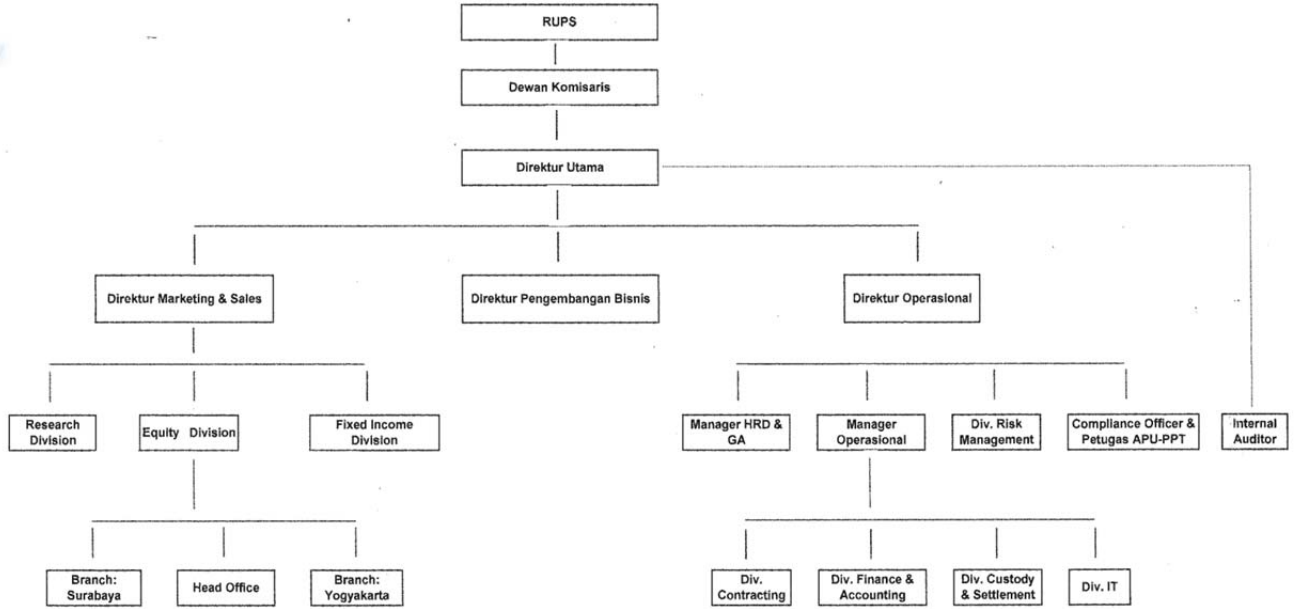 RUPS
Dewan Komisaris
Direktur Utama
Direktur Marketing & Sales
Direktur Pengembangan Bisnis
Direktur Operasional
Research
Division
Equity Division
Fixed Income
Division
Manager HRD &
GA
Manager
Operasional
Div. Risk
Management
Compliance Officer &
Petugas APU-PPT
Internal
Auditor
Branch:
Surabaya
Head Office
Branch:
Yogyakarta
Div.
Contracting
Div. Finance &
Accounting
Div. Custody
& Settlement
Div. IT